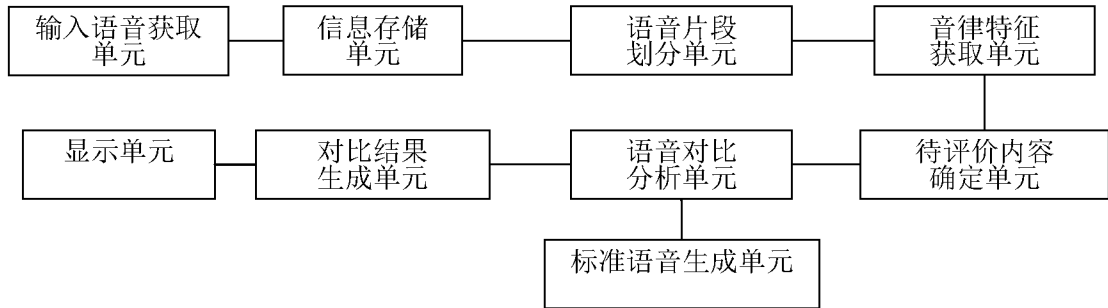 输入语音获取
单元
信息存储
单元
语音片段
划分单元
音律特征
获取单元
显示单元
对比结果
生成单元
语音对比
分析单元
待评价内容
确定单元
标准语音生成单元